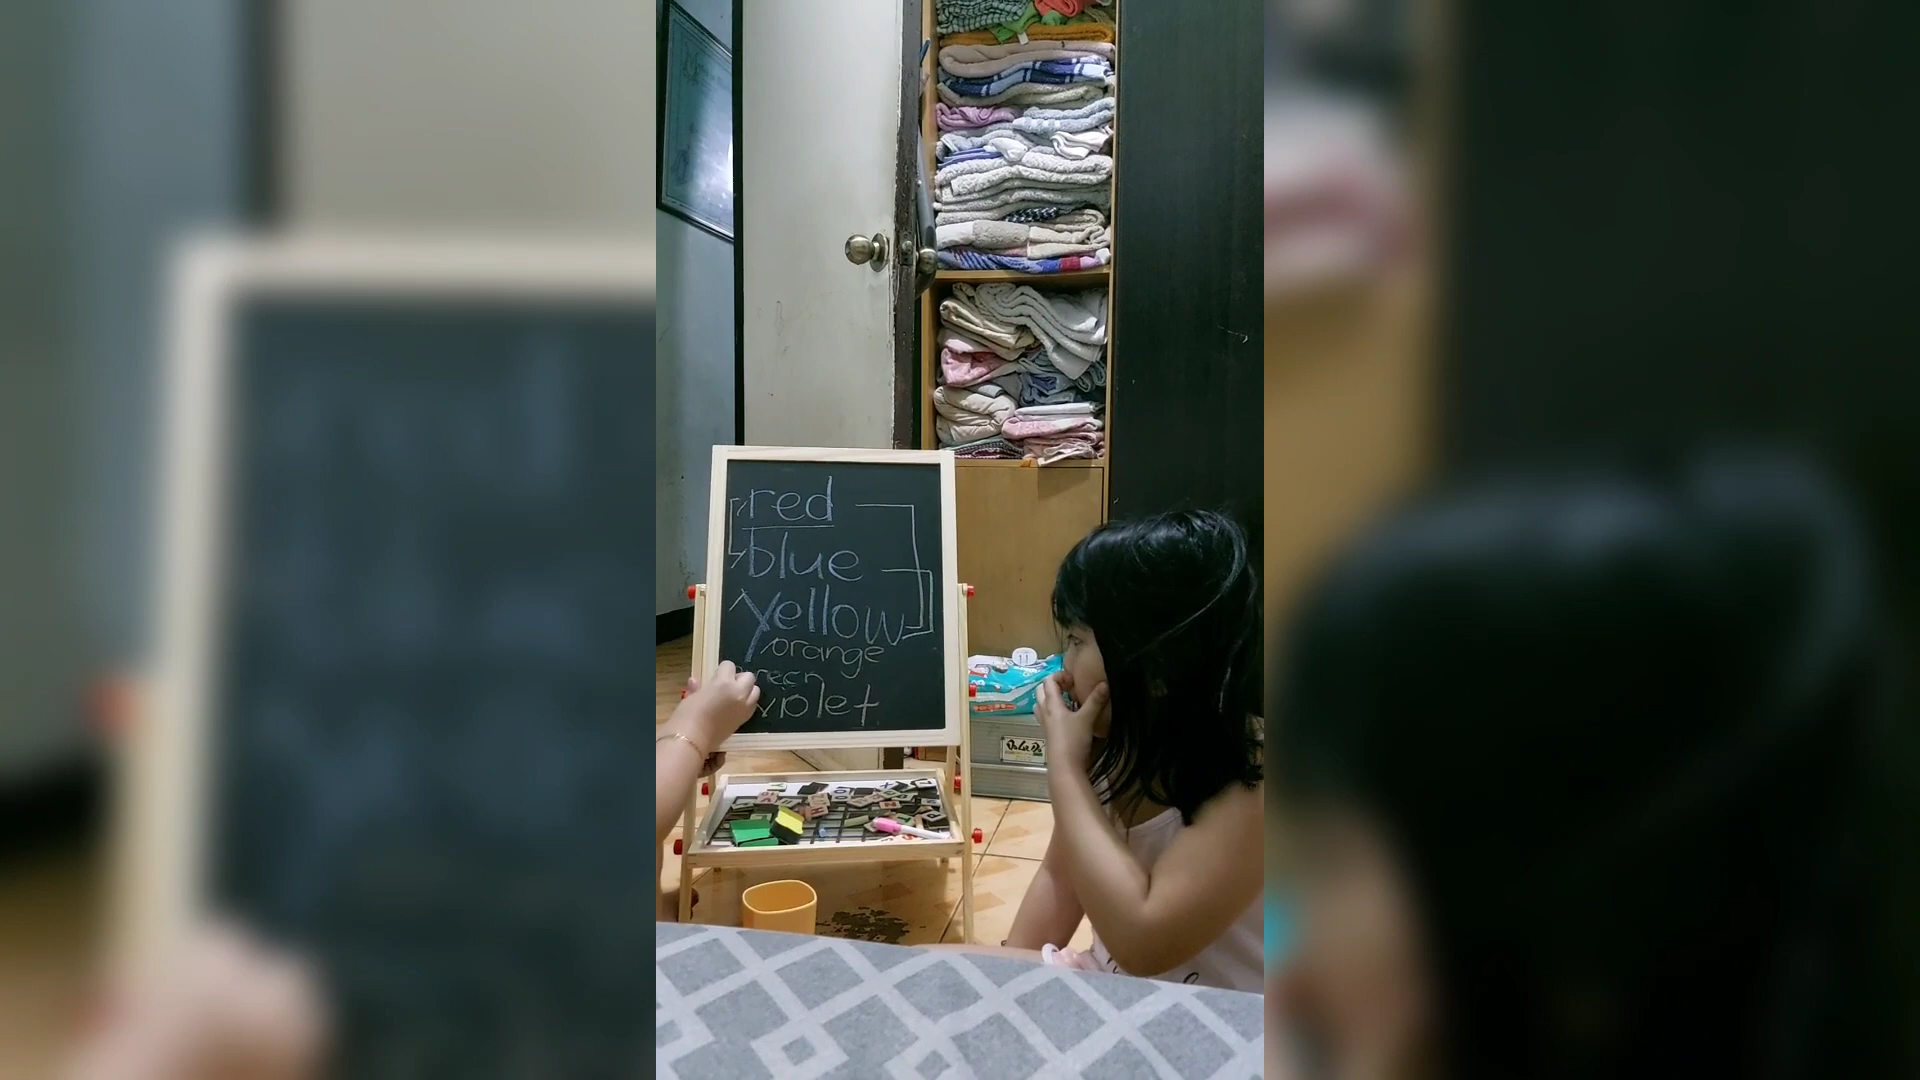 red
blue
yellow
orange
green
violet